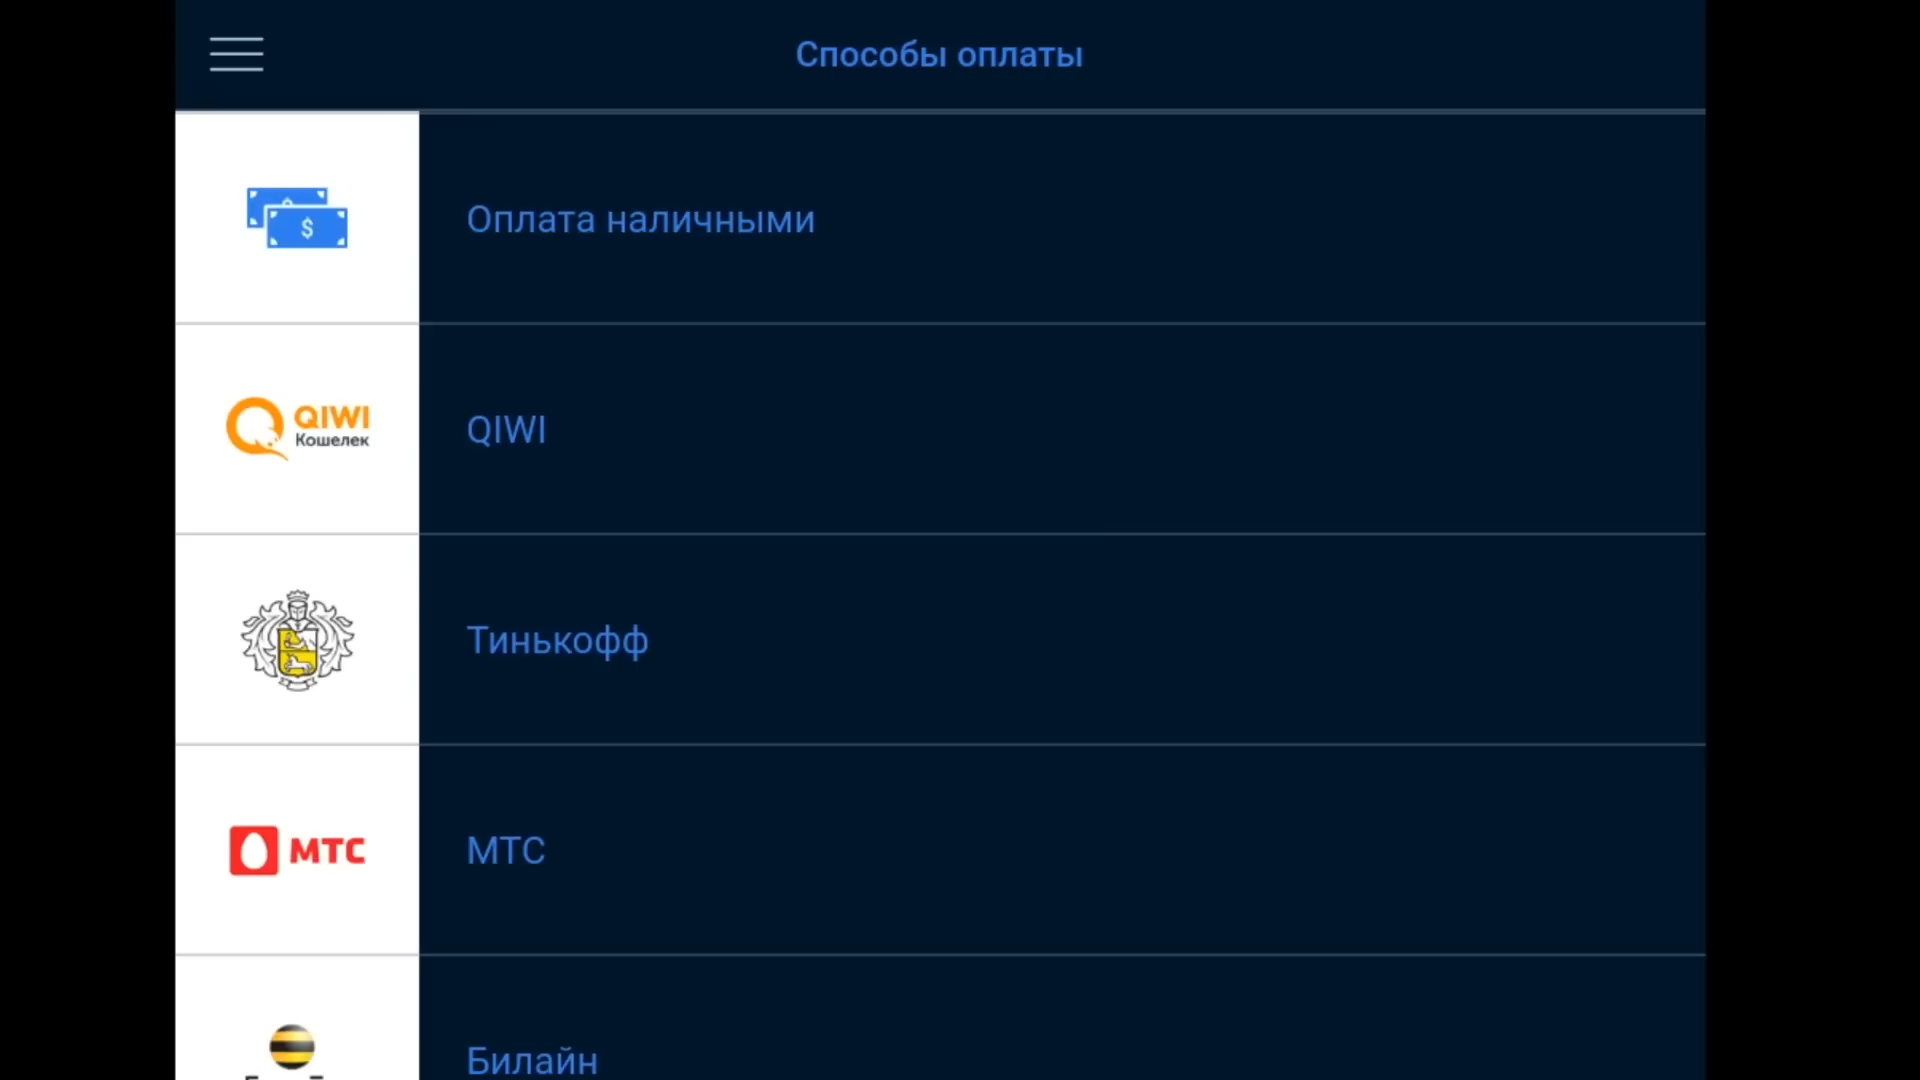 Способы оплаты
$
Оплата наличными
QIWI
Кошелек
QIWI
Тинькофф
МТС
МТС
Билайн